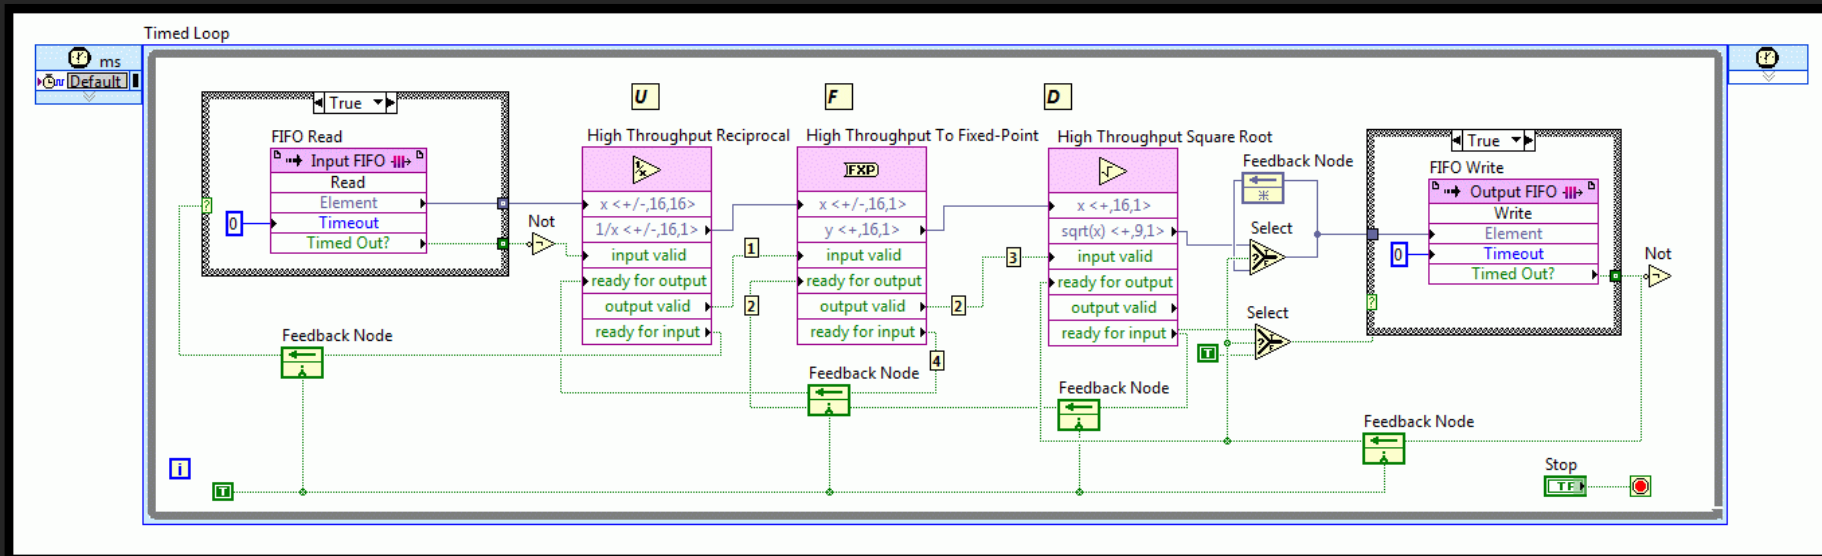 Timed Loop
ms
Default
True
FIFO Read
Input FIFO
Read
Element
Timeout
Timed Out?
0
?
Not
U
High Throughput Reciprocal
1/x
x <+/-,16,16>
1/x <+/-,16,1>
input valid
ready for output
output valid
ready for input
1
2
F
High Throughput To Fixed-Point
FXP
x <+/-,16,1>
y <+,16,1>
input valid
ready for output
output valid
ready for input
2
3
4
D
High Throughput Square Root
√
x <+,16,1>
sqrt(x) <+,9,1>
input valid
ready for output
output valid
ready for input
Feedback Node
Select
?
Select
?
T
True
FIFO Write
Output FIFO
Write
Element
Timeout
Timed Out?
0
?
Not
Feedback Node
Feedback Node
Feedback Node
Feedback Node
i
T
Stop
TF